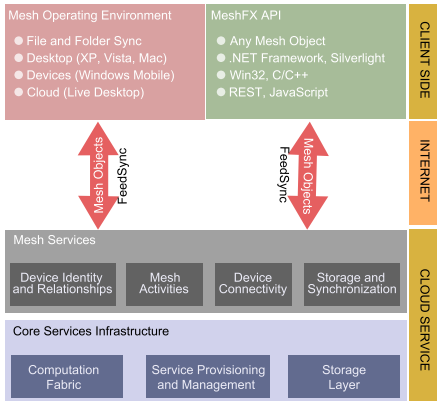 Mesh Operating Environment
File and Folder Sync
Desktop (XP, Vista, Mac)
Devices (Windows Mobile)
Cloud (Live Desktop)
MeshFX API
Any Mesh Object
.NET Framework, Silverlight
Win32, C/C++
REST, JavaScript
CLIENT SIDE
Mesh Objects
FeedSync
Mesh Objects
FeedSync
INTERNET
Mesh Services
Device Identity
and Relationships
Mesh
Activities
Device
Connectivity
Storage and
Synchronization
CLOUD SERVICE
Core Services Infrastructure
Computation
Fabric
Service Provisioning
and Management
Storage
Layer